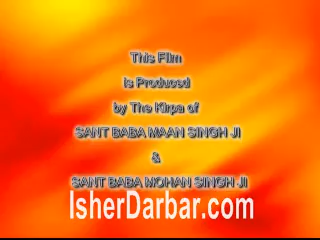 This Film
is Produced
by The Kirpa of
SANT BABA MAAN SINGH JI
&
SANT BABA MOHAN SINGH JI
IsherDarbar.com